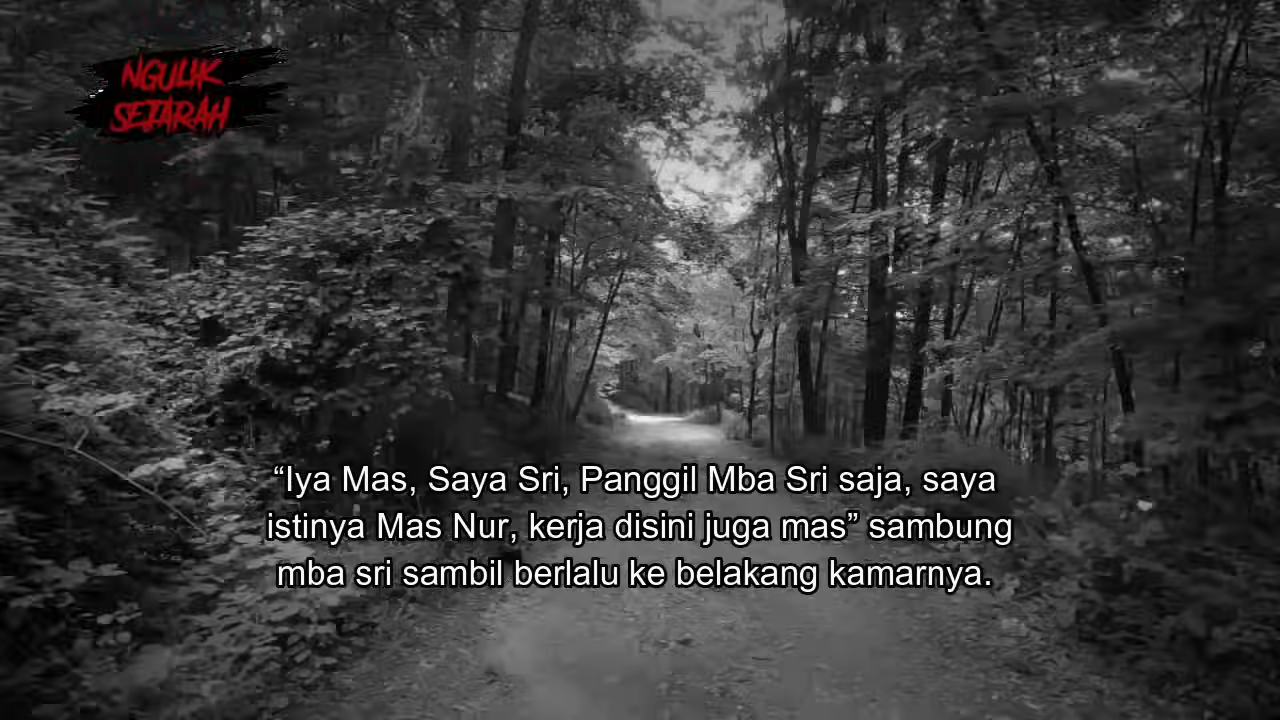 NGULIK
SEJARAH
“Iya Mas, Saya Sri, Panggil Mba Sri saja, saya
istinya Mas Nur, kerja disini juga mas” sambung
mba sri sambil berlalu ke belakang kamarnya.